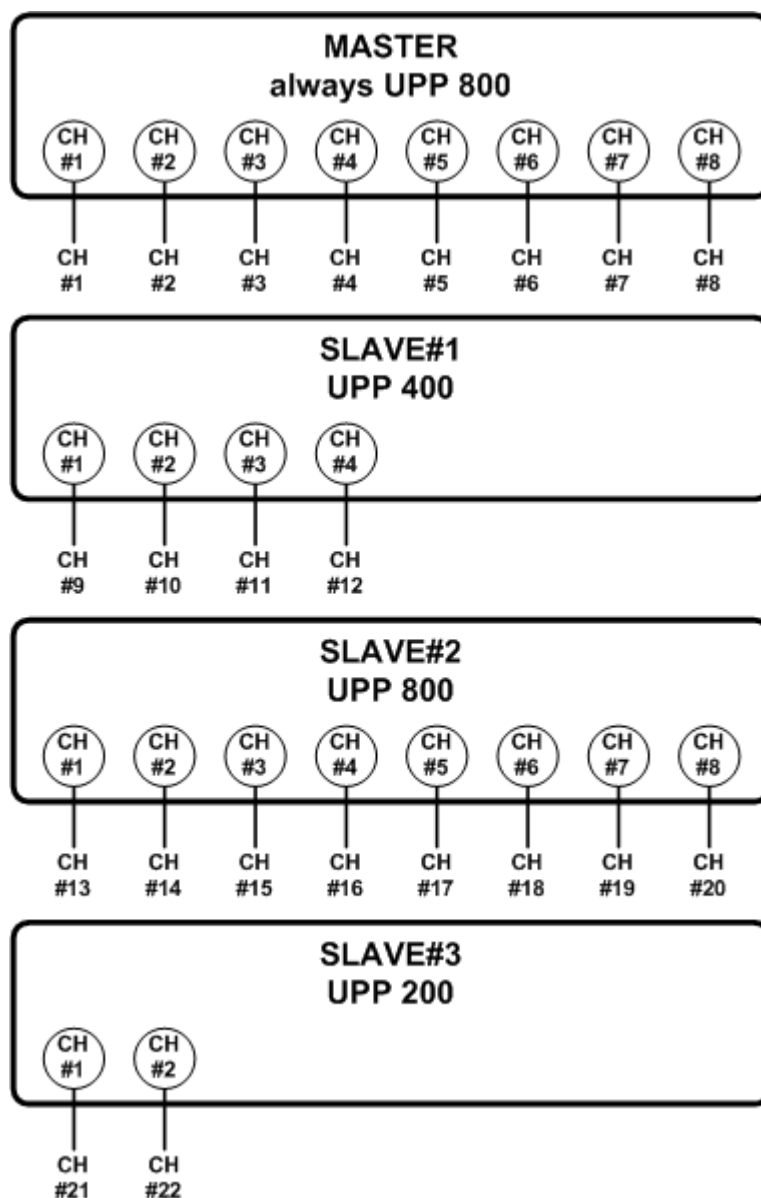 MASTER
always UPP 800
CH CH CH CH CH CH CH CH
#1 #2 #3 #4 #5 #6 #7 #8
CH CH CH CH CH CH CH CH
#1 #2 #3 #4 #5 #6 #7 #8
SLAVE#1
UPP 400
CH CH CH CH
#1 #2 #3 #4
CH CH CH CH
#9 #10 #11 #12
SLAVE#2
UPP 800
CH CH CH CH CH CH CH CH
#1 #2 #3 #4 #5 #6 #7 #8
CH CH CH CH CH CH CH CH
#13 #14 #15 #16 #17 #18 #19 #20
SLAVE#3
UPP 200
CH CH
#1 #2
CH CH
#21 #22